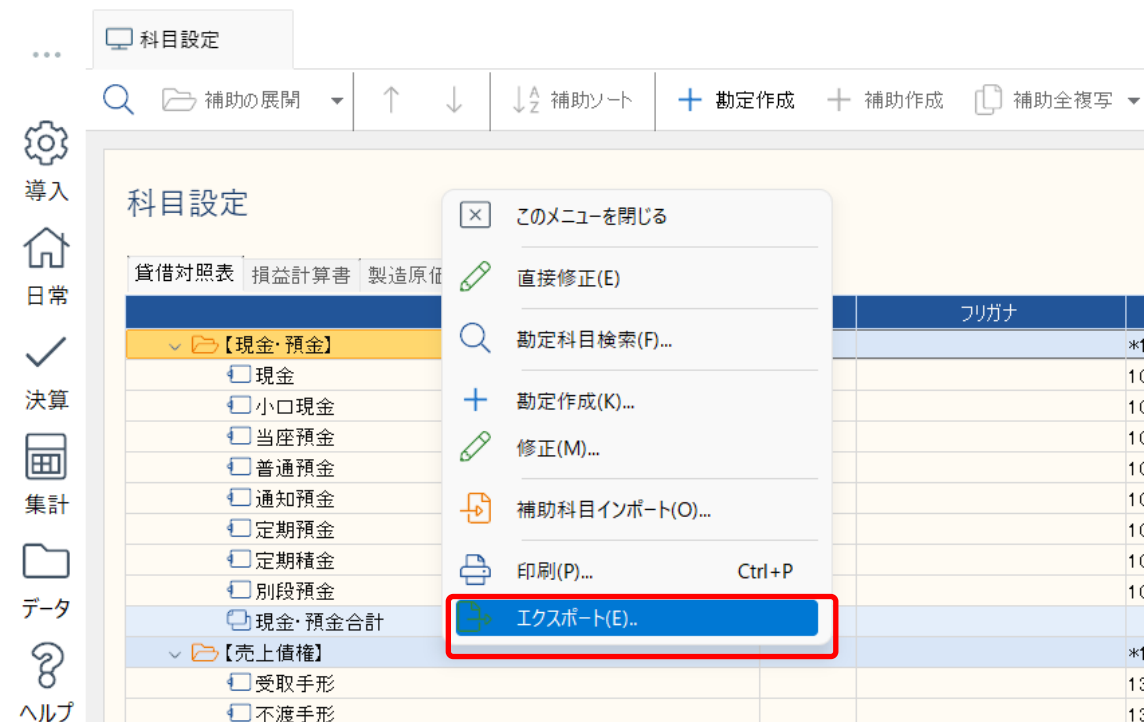 科目設定
補助の展開
補助ソート
勘定作成
補助作成
補助全複写
導入
日常
決算
集計
データ
ヘルプ
科目設定
貸借対照表
損益計算書
製造原価
フリガナ
【現金・預金】
現金
小口現金
当座預金
普通預金
通知預金
定期預金
定期積金
別段預金
現金・預金合計
【売上債権】
受取手形
不渡手形
このメニューを閉じる
直接修正(E)
勘定科目検索(F)...
勘定作成(K)...
修正(M)...
補助科目インポート(O)...
印刷(P)... Ctrl+P
エクスポート(E)..